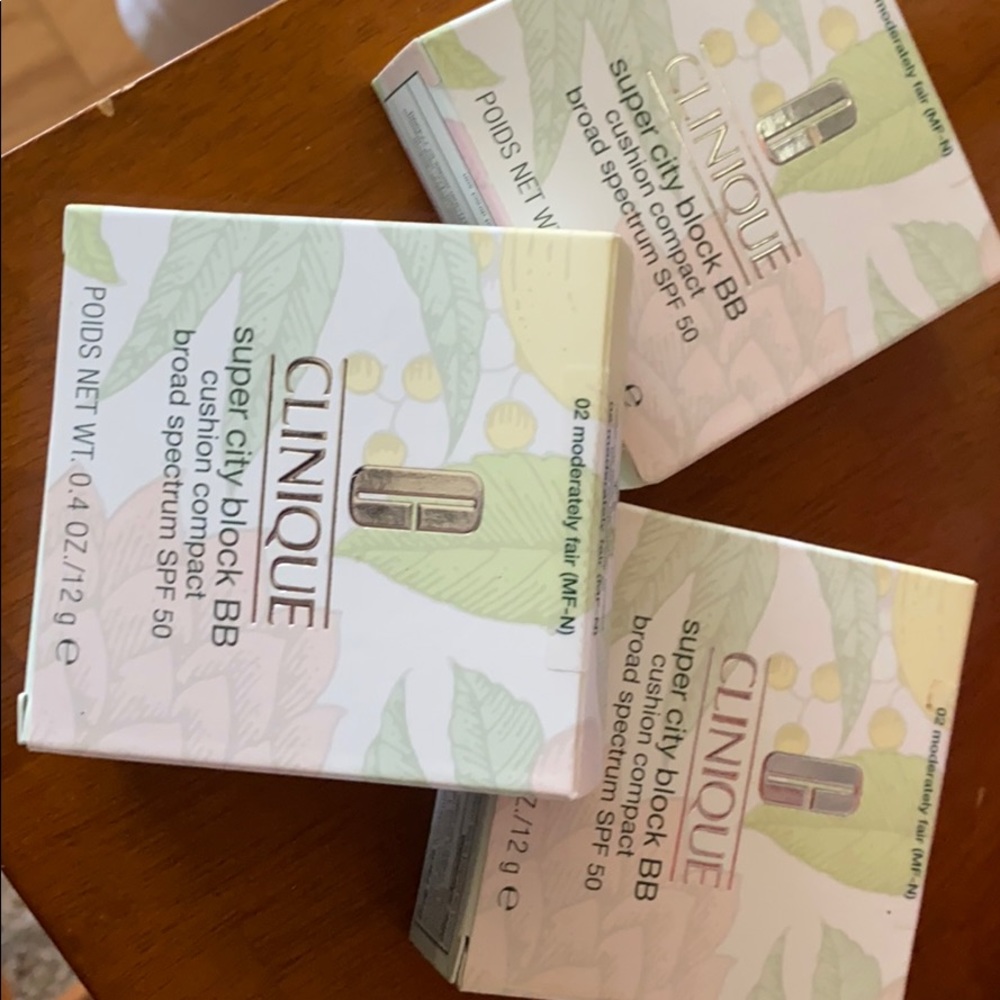 02 moderately fair (MF-N)
CLINIQUE
super city block BB
cushion compact
broad spectrum SPF 50
POIDS NET WT. 0.4 OZ./12 g e
moderately fair (MF-N)
CLINIQUE
super city block BB
cushion compact
broad spectrum SPF 50
POIDS NET W
e
02 moderately fair (MF-N)
CLINIQUE
super city block BB
cushion compact
broad spectrum SPF 50
Z./12 g e